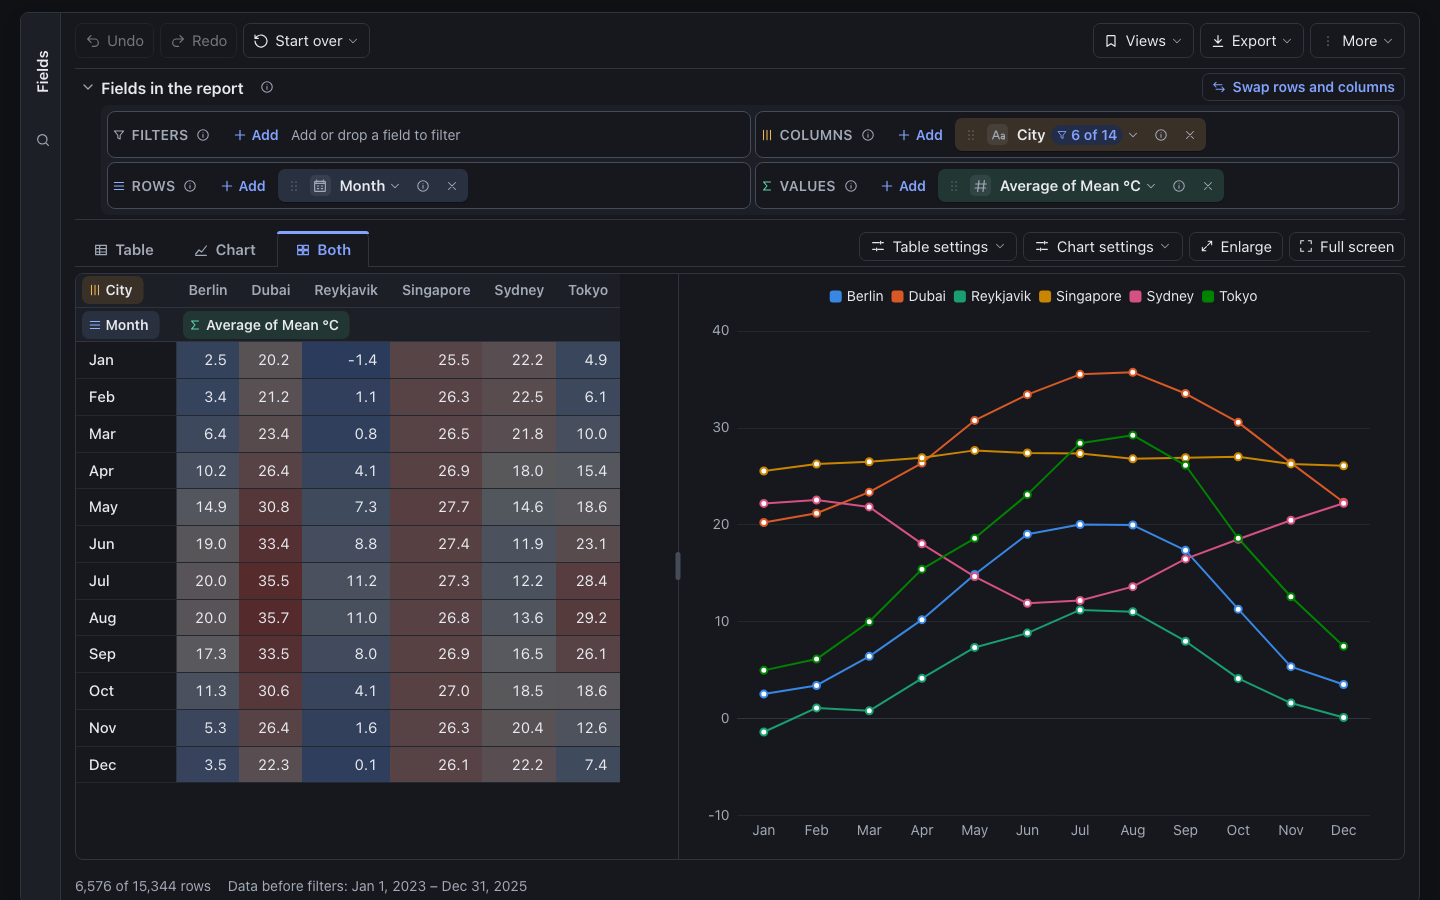 Fields
Undo Redo Start over Views Export More
Fields in the report Swap rows and columns
FILTERS + Add Add or drop a field to filter COLUMNS + Add Aa City 6 of 14
ROWS + Add Month VALUES + Add # Average of Mean °C
Table Chart Both Table settings Chart settings Enlarge Full screen
City Berlin Dubai Reykjavik Singapore Sydney Tokyo
Month Σ Average of Mean °C
Jan 2.5 20.2 -1.4 25.5 22.2 4.9
Feb 3.4 21.2 1.1 26.3 22.5 6.1
Mar 6.4 23.4 0.8 26.5 21.8 10.0
Apr 10.2 26.4 4.1 26.9 18.0 15.4
May 14.9 30.8 7.3 27.7 14.6 18.6
Jun 19.0 33.4 8.8 27.4 11.9 23.1
Jul 20.0 35.5 11.2 27.3 12.2 28.4
Aug 20.0 35.7 11.0 26.8 13.6 29.2
Sep 17.3 33.5 8.0 26.9 16.5 26.1
Oct 11.3 30.6 4.1 27.0 18.5 18.6
Nov 5.3 26.4 1.6 26.3 20.4 12.6
Dec 3.5 22.3 0.1 26.1 22.2 7.4
Berlin Dubai Reykjavik Singapore Sydney Tokyo
40
30
20
10
0
-10
Jan Feb Mar Apr May Jun Jul Aug Sep Oct Nov Dec
6,576 of 15,344 rows Data before filters: Jan 1, 2023 – Dec 31, 2025